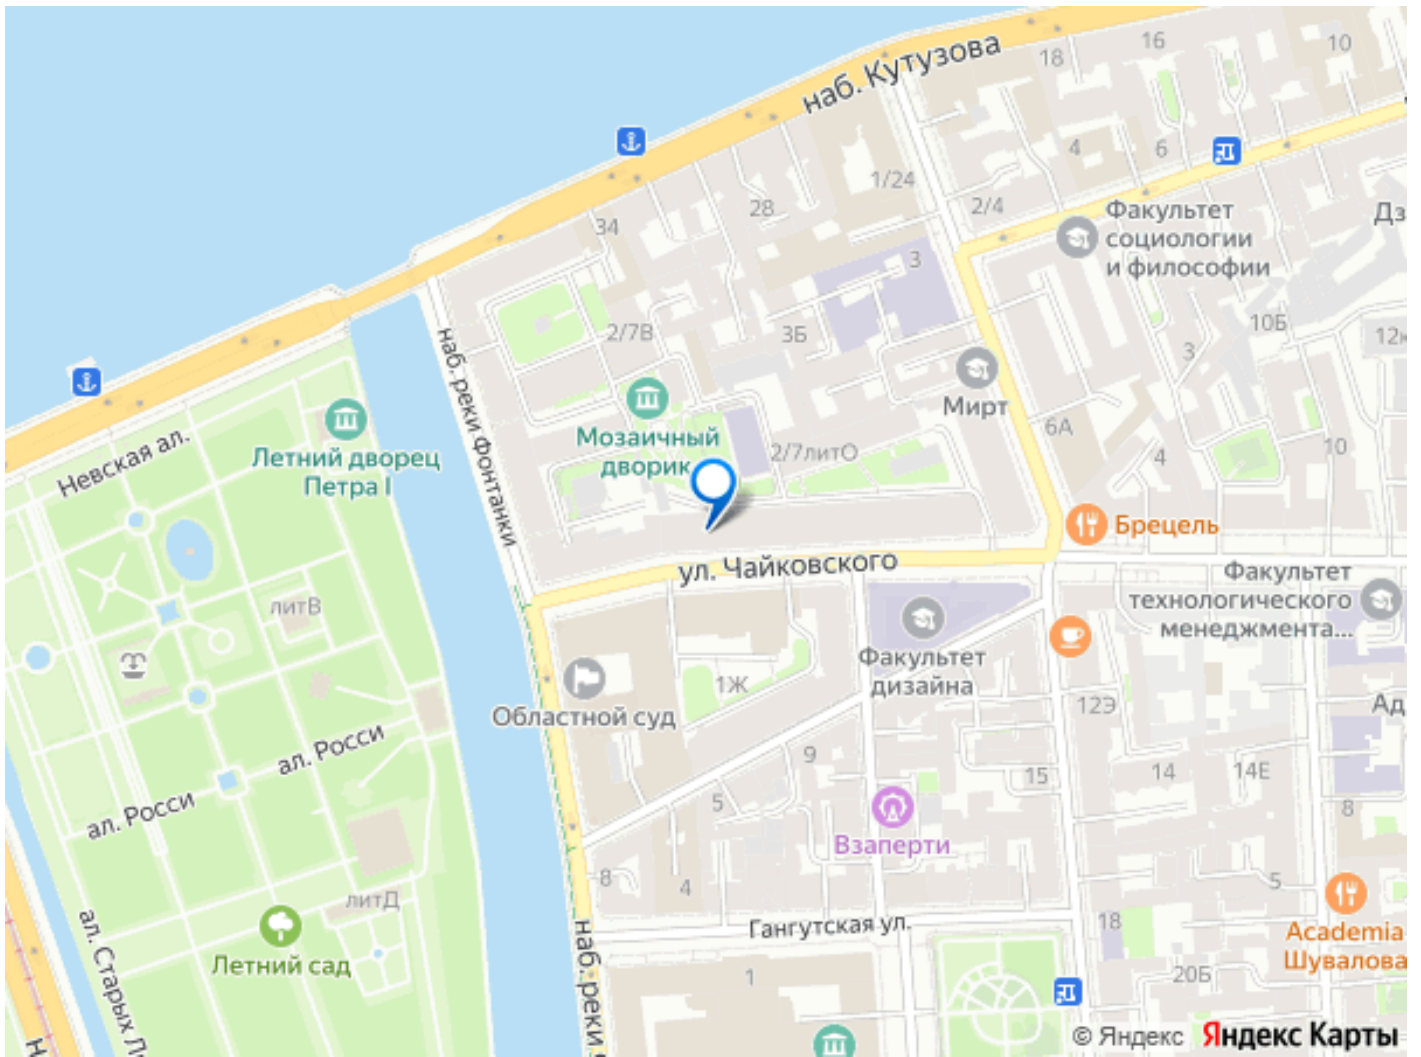 наб. Кутузова
18
16
10
1/24
4
6
28
2/4
34
Факультет
социологии
и философии
Дз
3
наб. реки Фонтанки
2/7В
3Б
10Б
12к
3
Мирт
6А
Мозаичный
дворик
2/7литО
4
10
Летний дворец
Петра I
Невская ал.
Брецель
ул. Чайковского
Факультет
технологического
менеджмента...
литВ
Факультет
дизайна
1Ж
Областной суд
12Э
Ад
ал. Росси
9
15
14
14Е
ал. Росси
5
8
Взаперти
8
4
5
литД
Гангутская ул.
18
Academia
Шувалова
Летний сад
ал. Старых Л
наб. реки
1
20Б
Н
© Яндекс Яндекс Карты